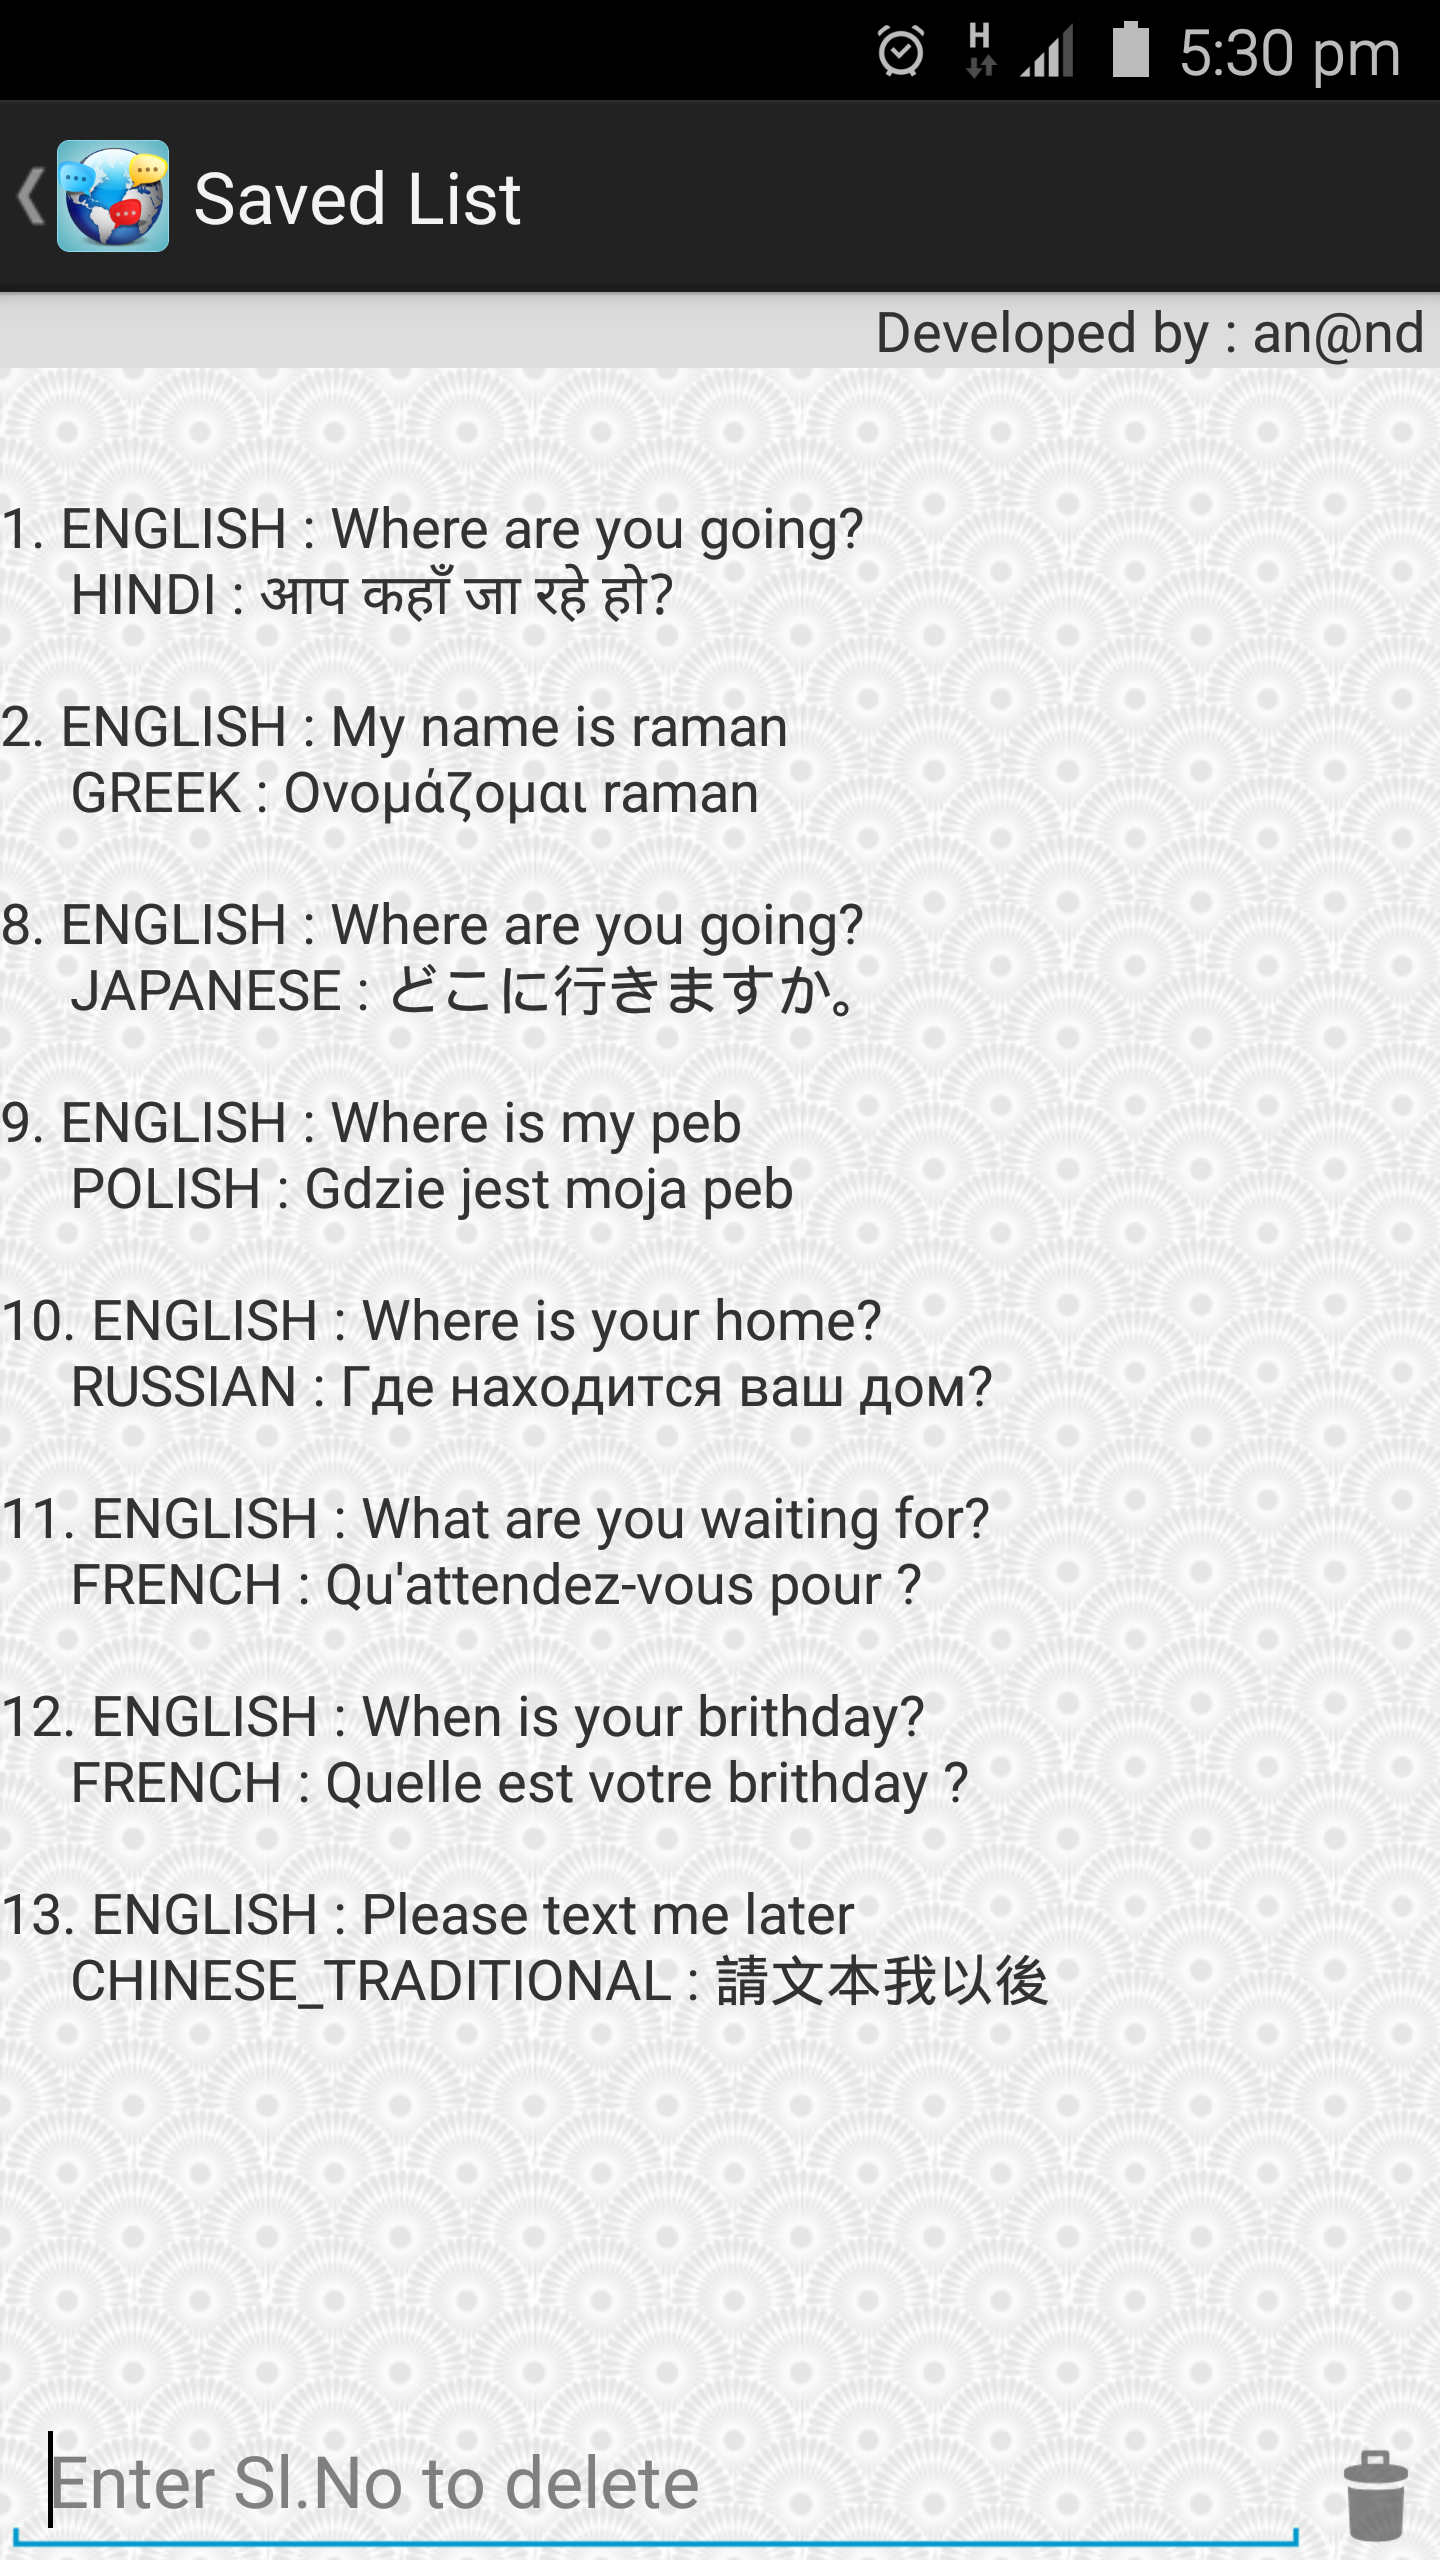 H
5:30 pm
Saved List
Developed by : an@nd
1. ENGLISH : Where are you going?
HINDI : आप कहाँ जा रहे हो?
2. ENGLISH : My name is raman
GREEK : Ονομάζομαι raman
8. ENGLISH : Where are you going?
JAPANESE : どこに行きますか。
9. ENGLISH : Where is my peb
POLISH : Gdzie jest moja peb
10. ENGLISH : Where is your home?
RUSSIAN : Где находится ваш дом?
11. ENGLISH : What are you waiting for?
FRENCH : Qu'attendez-vous pour ?
12. ENGLISH : When is your brithday?
FRENCH : Quelle est votre brithday ?
13. ENGLISH : Please text me later
CHINESE_TRADITIONAL : 請文本我以後
Enter Sl.No to delete